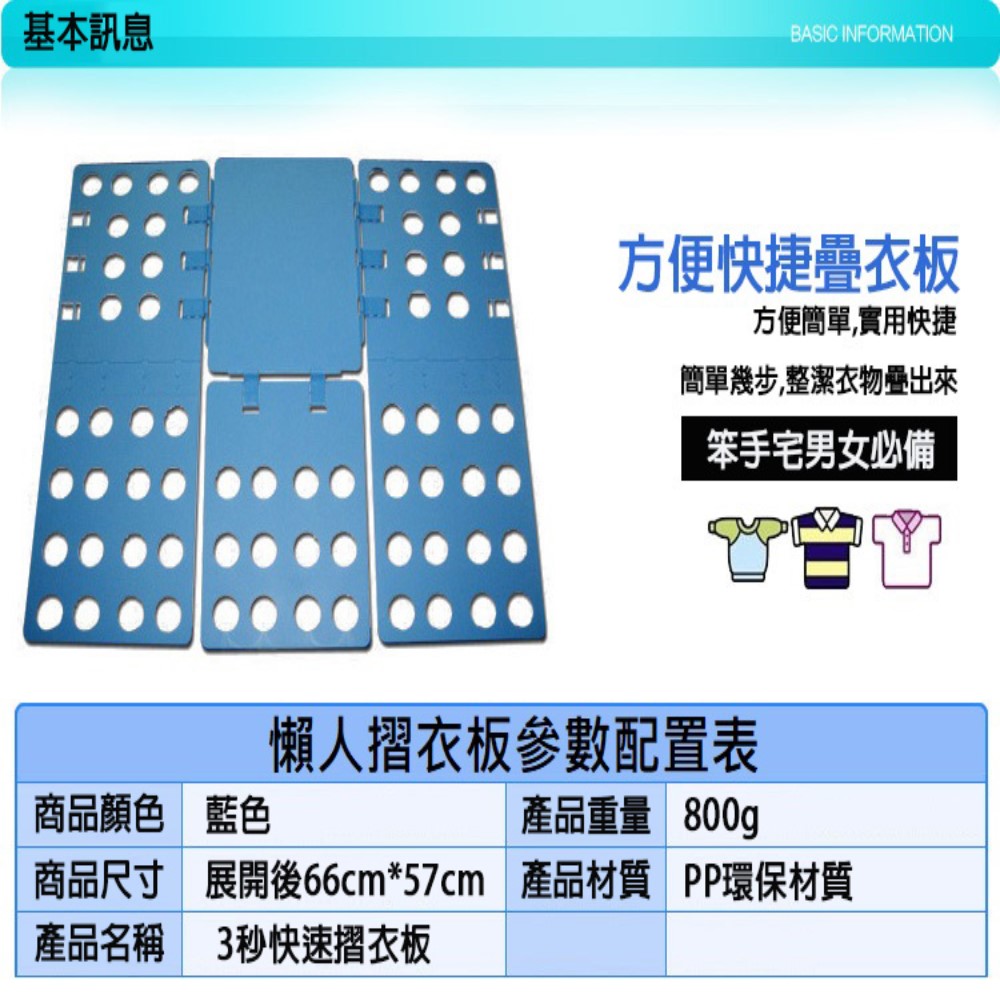 基本訊息
BASIC INFORMATION
方便快捷疊衣板
方便簡單,實用快捷
簡單幾步,整潔衣物疊出來
笨手宅男女必備
懶人摺衣板參數配置表
商品顏色 藍色 產品重量 800g
商品尺寸 展開後66cm*57cm 產品材質 PP環保材質
產品名稱 3秒快速摺衣板